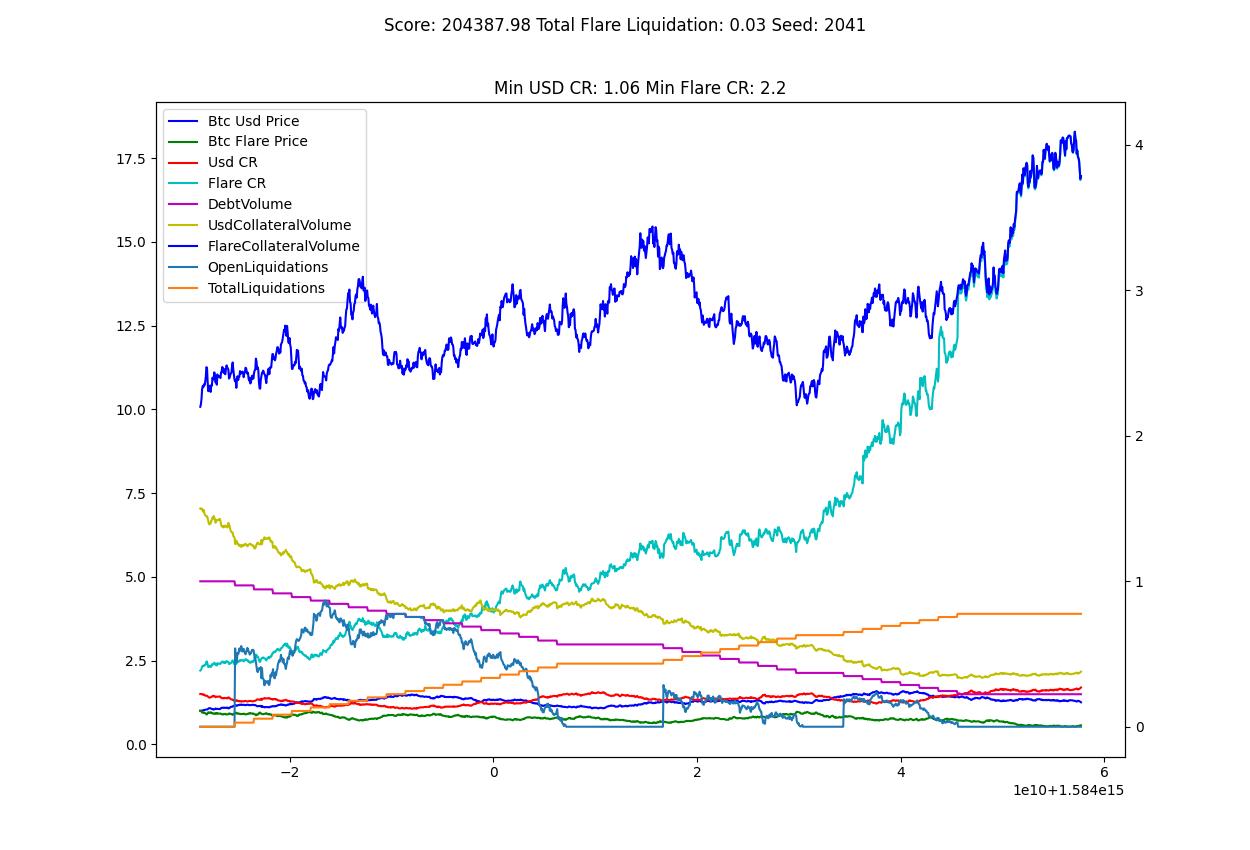 Score: 204387.98 Total Flare Liquidation: 0.03 Seed: 2041
Min USD CR: 1.06 Min Flare CR: 2.2
Btc Usd Price
Btc Flare Price
Usd CR
Flare CR
DebtVolume
UsdCollateralVolume
FlareCollateralVolume
OpenLiquidations
TotalLiquidations
17.5
15.0
12.5
10.0
7.5
5.0
2.5
0.0
4
3
2
1
0
−2
0
2
4
6
1e10+1.584e15